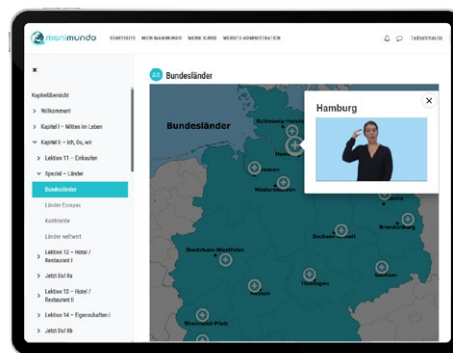 manimundo
STARTSEITE MEIN MANIMUNDO MEINE KURSE WEBSITE-ADMINISTRATION
Bundesländer
Kapitelübersicht
Willkommen!
Kapitel I – Mitten im Leben
Kapitel II – Ich, Du, wir
Lektion 11 – Einkaufen
Spezial – Länder
Bundesländer
Länder Europas
Kontinente
Länder weltweit
Lektion 12 – Hotel /
Restaurant I
Jetzt Du! IIa
Lektion 13 – Hotel /
Restaurant II
Lektion 14 – Eigenschaften I
Jetzt Du! IIb
Bundesländer
Hamburg
Niedersachsen
Brandenburg
Nordrhein-Westfalen
Hessen
Thüringen
Sachsen
Rheinland-Pfalz